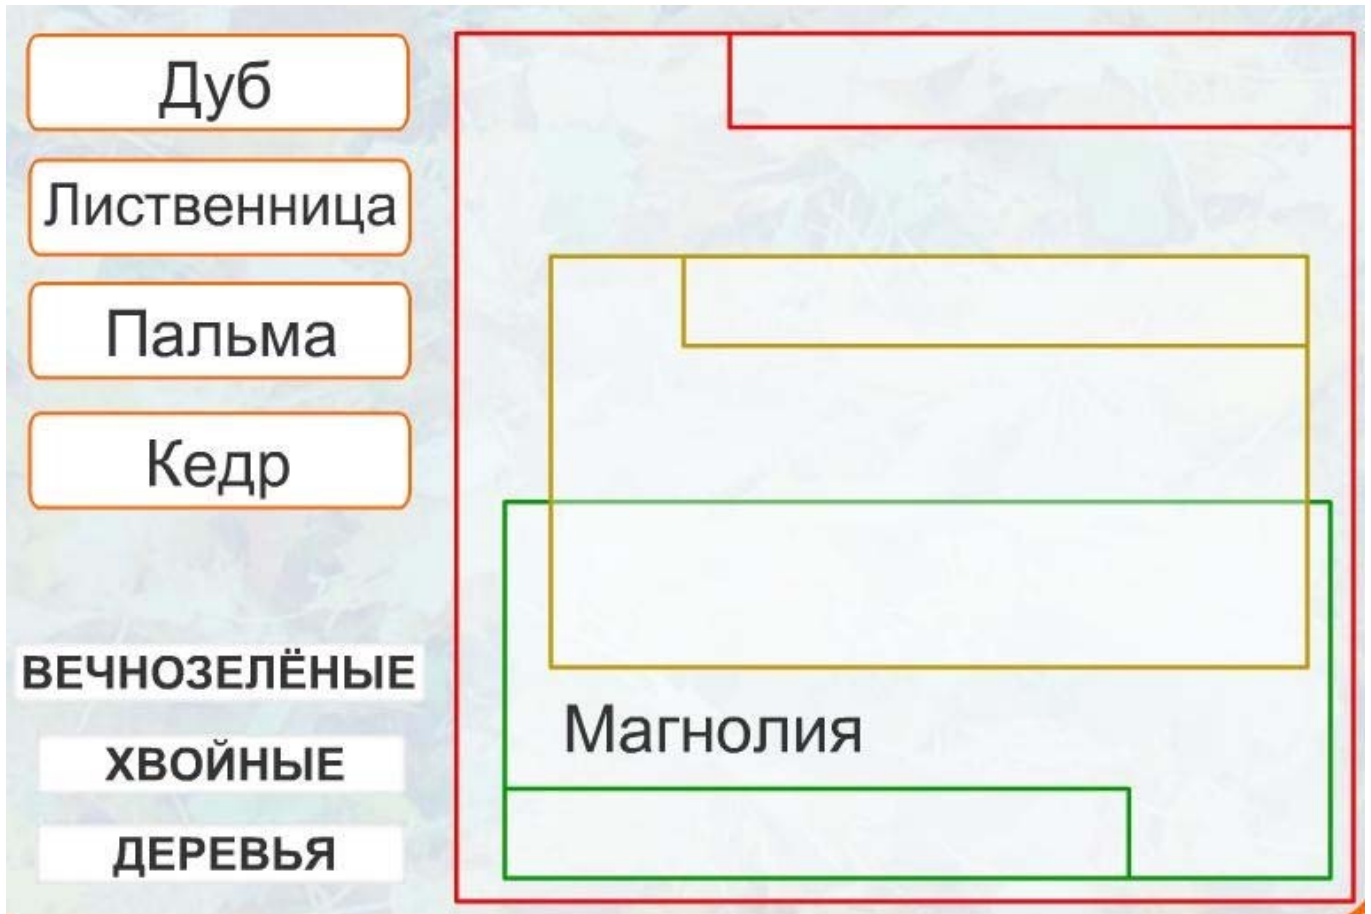 Дуб
Лиственница
Пальма
Кедр
ВЕЧНОЗЕЛЁНЫЕ
ХВОЙНЫЕ
ДЕРЕВЬЯ
Магнолия